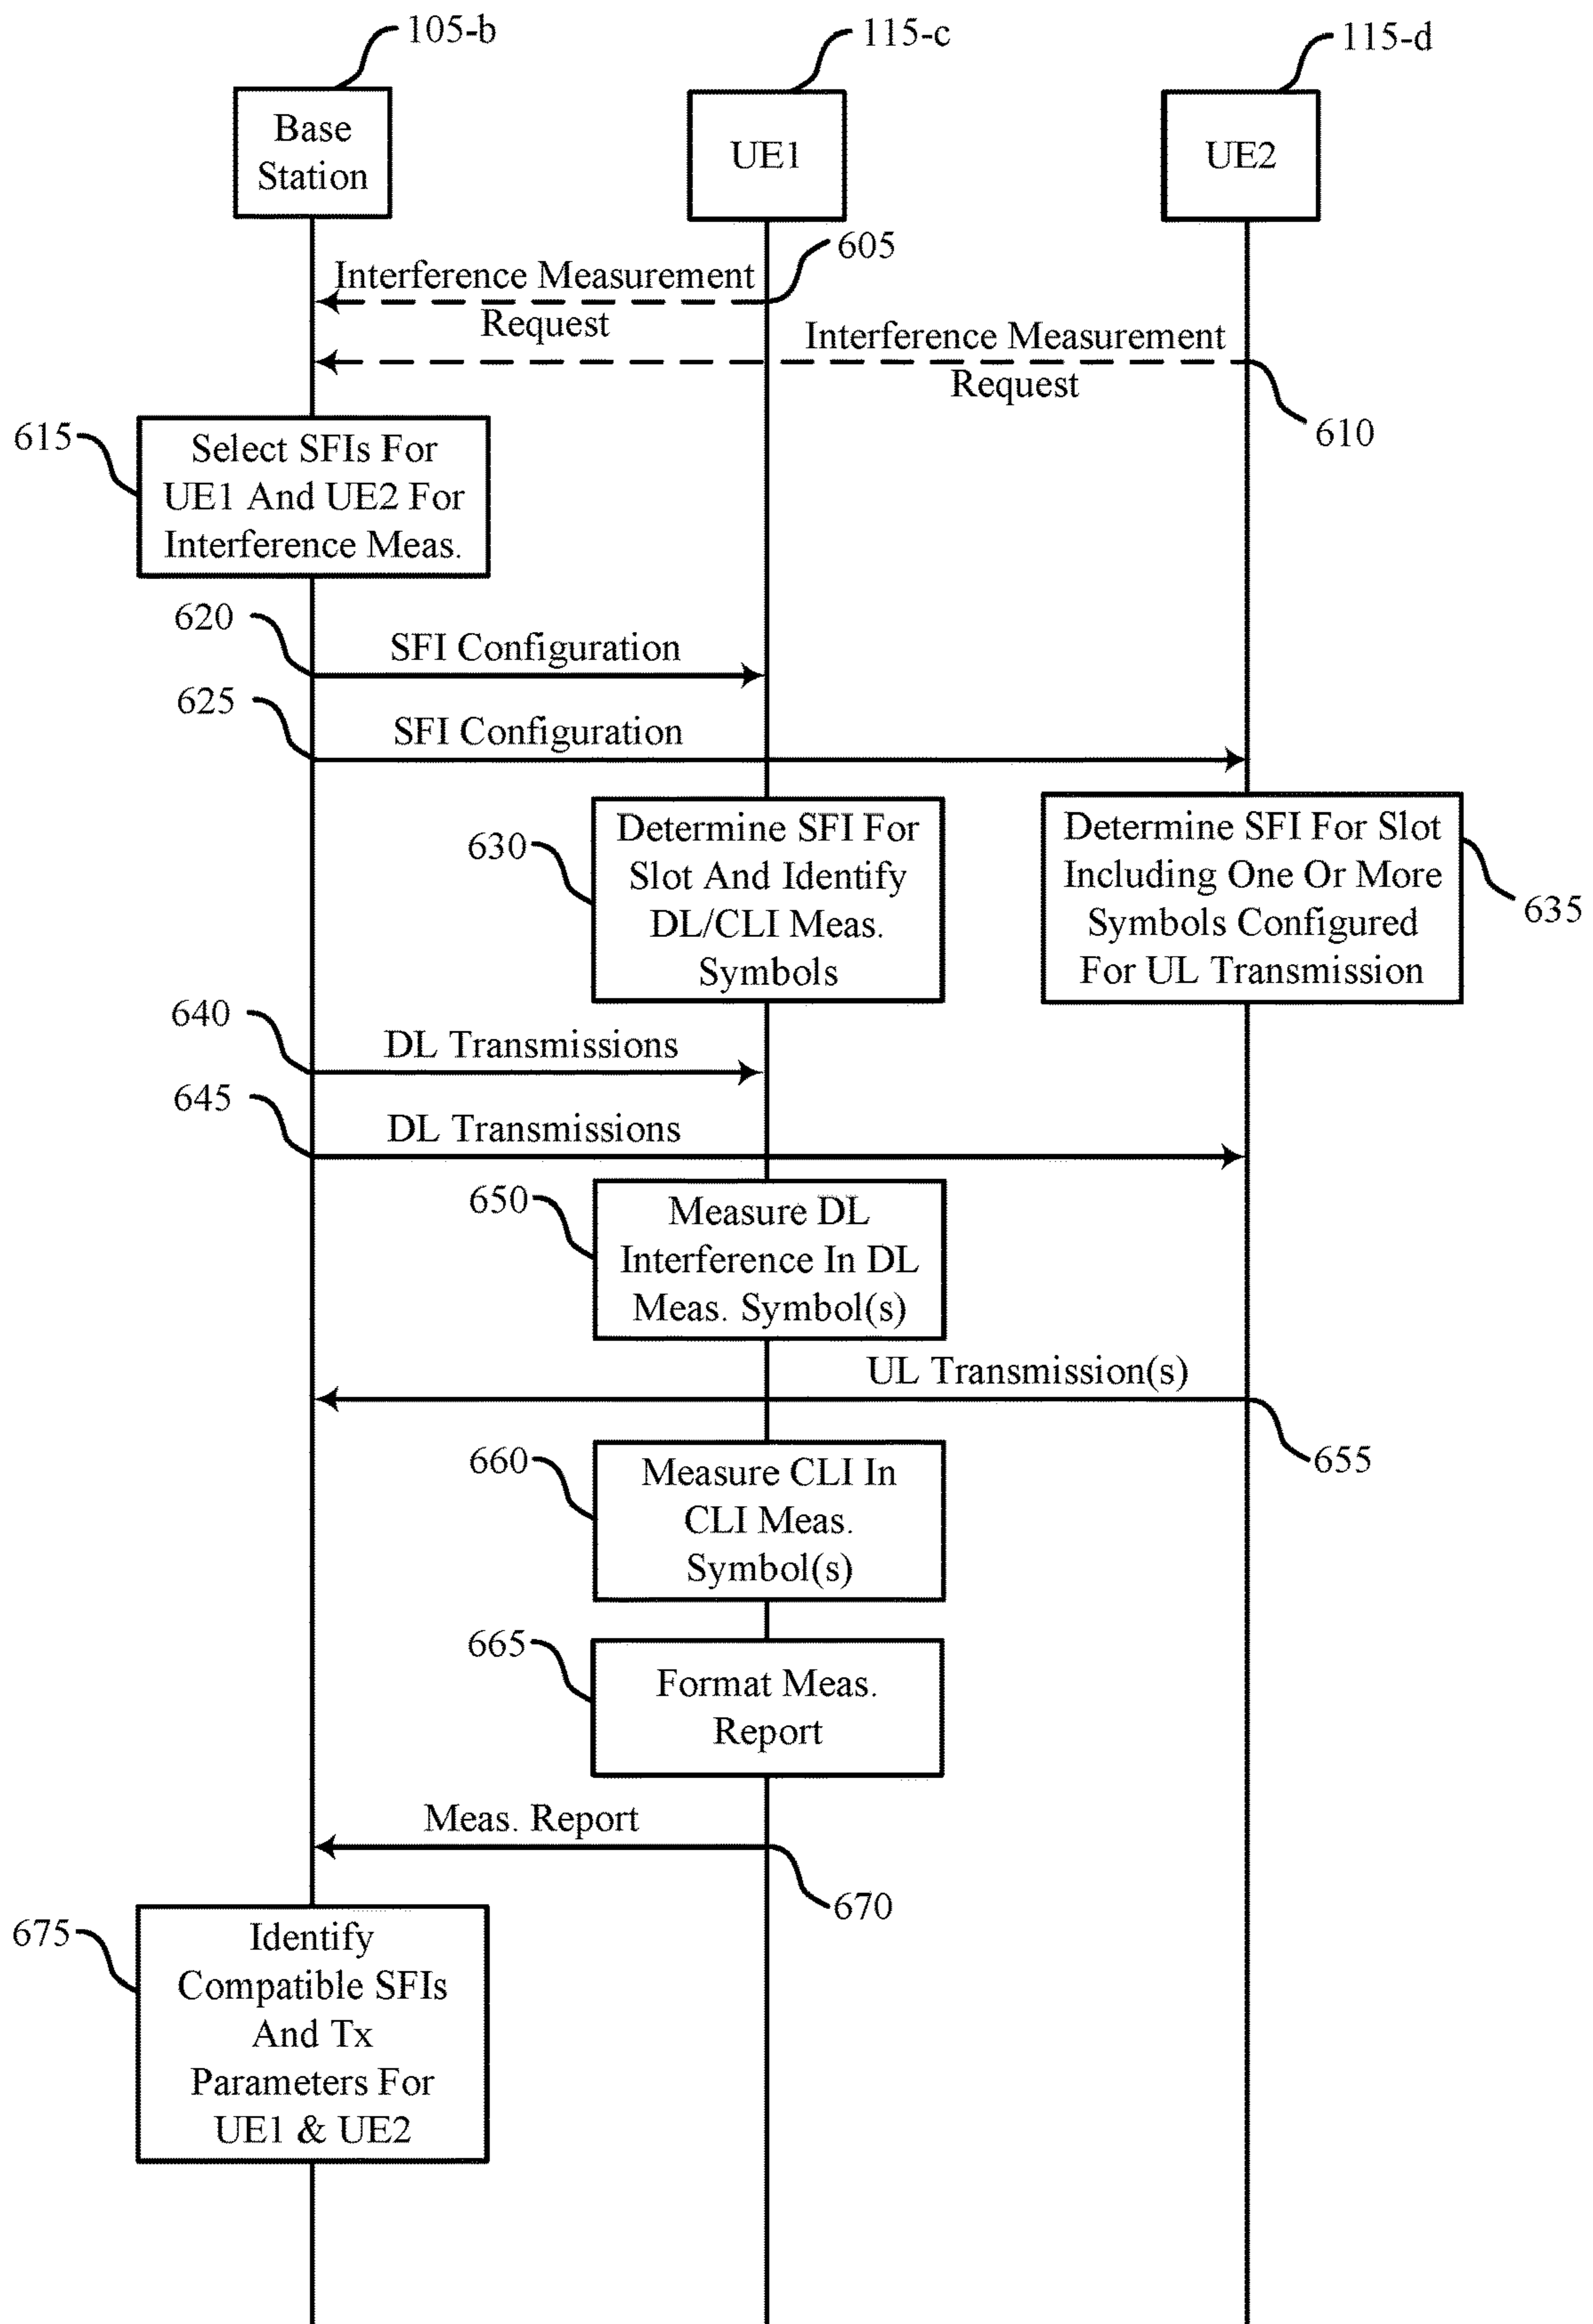 105-b
115-c
115-d
Base
Station
UE1
UE2
605
Interference Measurement
Request
Interference Measurement
Request
610
615
Select SFIs For
UE1 And UE2 For
Interference Meas.
620
SFI Configuration
625
SFI Configuration
630
Determine SFI For
Slot And Identify
DL/CLI Meas.
Symbols
Determine SFI For Slot
Including One Or More
Symbols Configured
For UL Transmission
635
640
DL Transmissions
645
DL Transmissions
650
Measure DL
Interference In DL
Meas. Symbol(s)
UL Transmission(s)
655
660
Measure CLI In
CLI Meas.
Symbol(s)
665
Format Meas.
Report
Meas. Report
670
675
Identify
Compatible SFIs
And Tx
Parameters For
UE1 & UE2